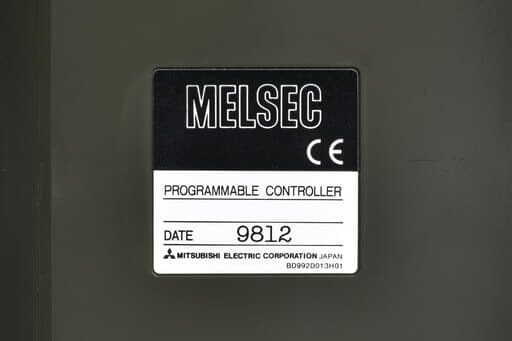 MELSEC
CE
PROGRAMMABLE CONTROLLER
DATE 9812
MITSUBISHI ELECTRIC CORPORATION JAPAN
BD992D013H01